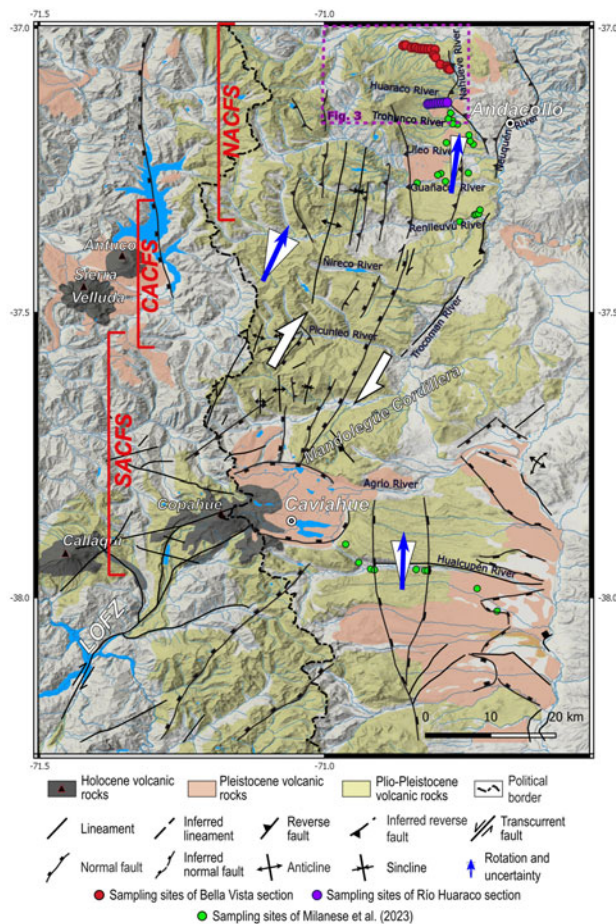 -71.5
-71.0
-37.0
-37.0
Nahueve River
Huaraco River
Andacollo
Fig. 3
Trohunco River
NACFS
Neuquén River
Lileo River
Guañaco River
Reñileuvú River
CACFS
Antuco
Ñireco River
Sierra
Velluda
-37.5
-37.5
Picunleo River
Trocoman River
SACFS
Mandolegüe Cordillera
Agrio River
Copahue
Caviahue
Callaqui
Hualcupén River
-38.0
-38.0
LOFZ
0 10 20 km
-71.5
-71.0
Holocene volcanic
rocks
Pleistocene volcanic
rocks
Plio-Pleistocene
volcanic rocks
Political
border
Lineament
Inferred
lineament
Reverse
fault
Inferred reverse
fault
Transcurrent
fault
Normal fault
Inferred
normal fault
Anticline
Sincline
Rotation and
uncertainty
Sampling sites of Bella Vista section
Sampling sites of Río Huaraco section
Sampling sites of Milanese et al. (2023)